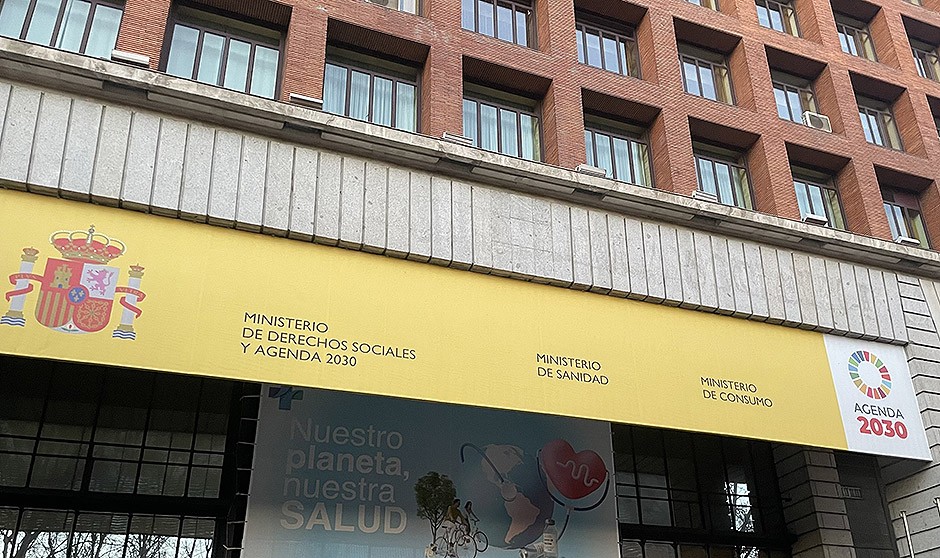 MINISTERIO
DE DERECHOS SOCIALES
Y AGENDA 2030
MINISTERIO
DE SANIDAD
MINISTERIO
DE CONSUMO
AGENDA
2030
Nuestro
planeta,
nuestra
SALUD